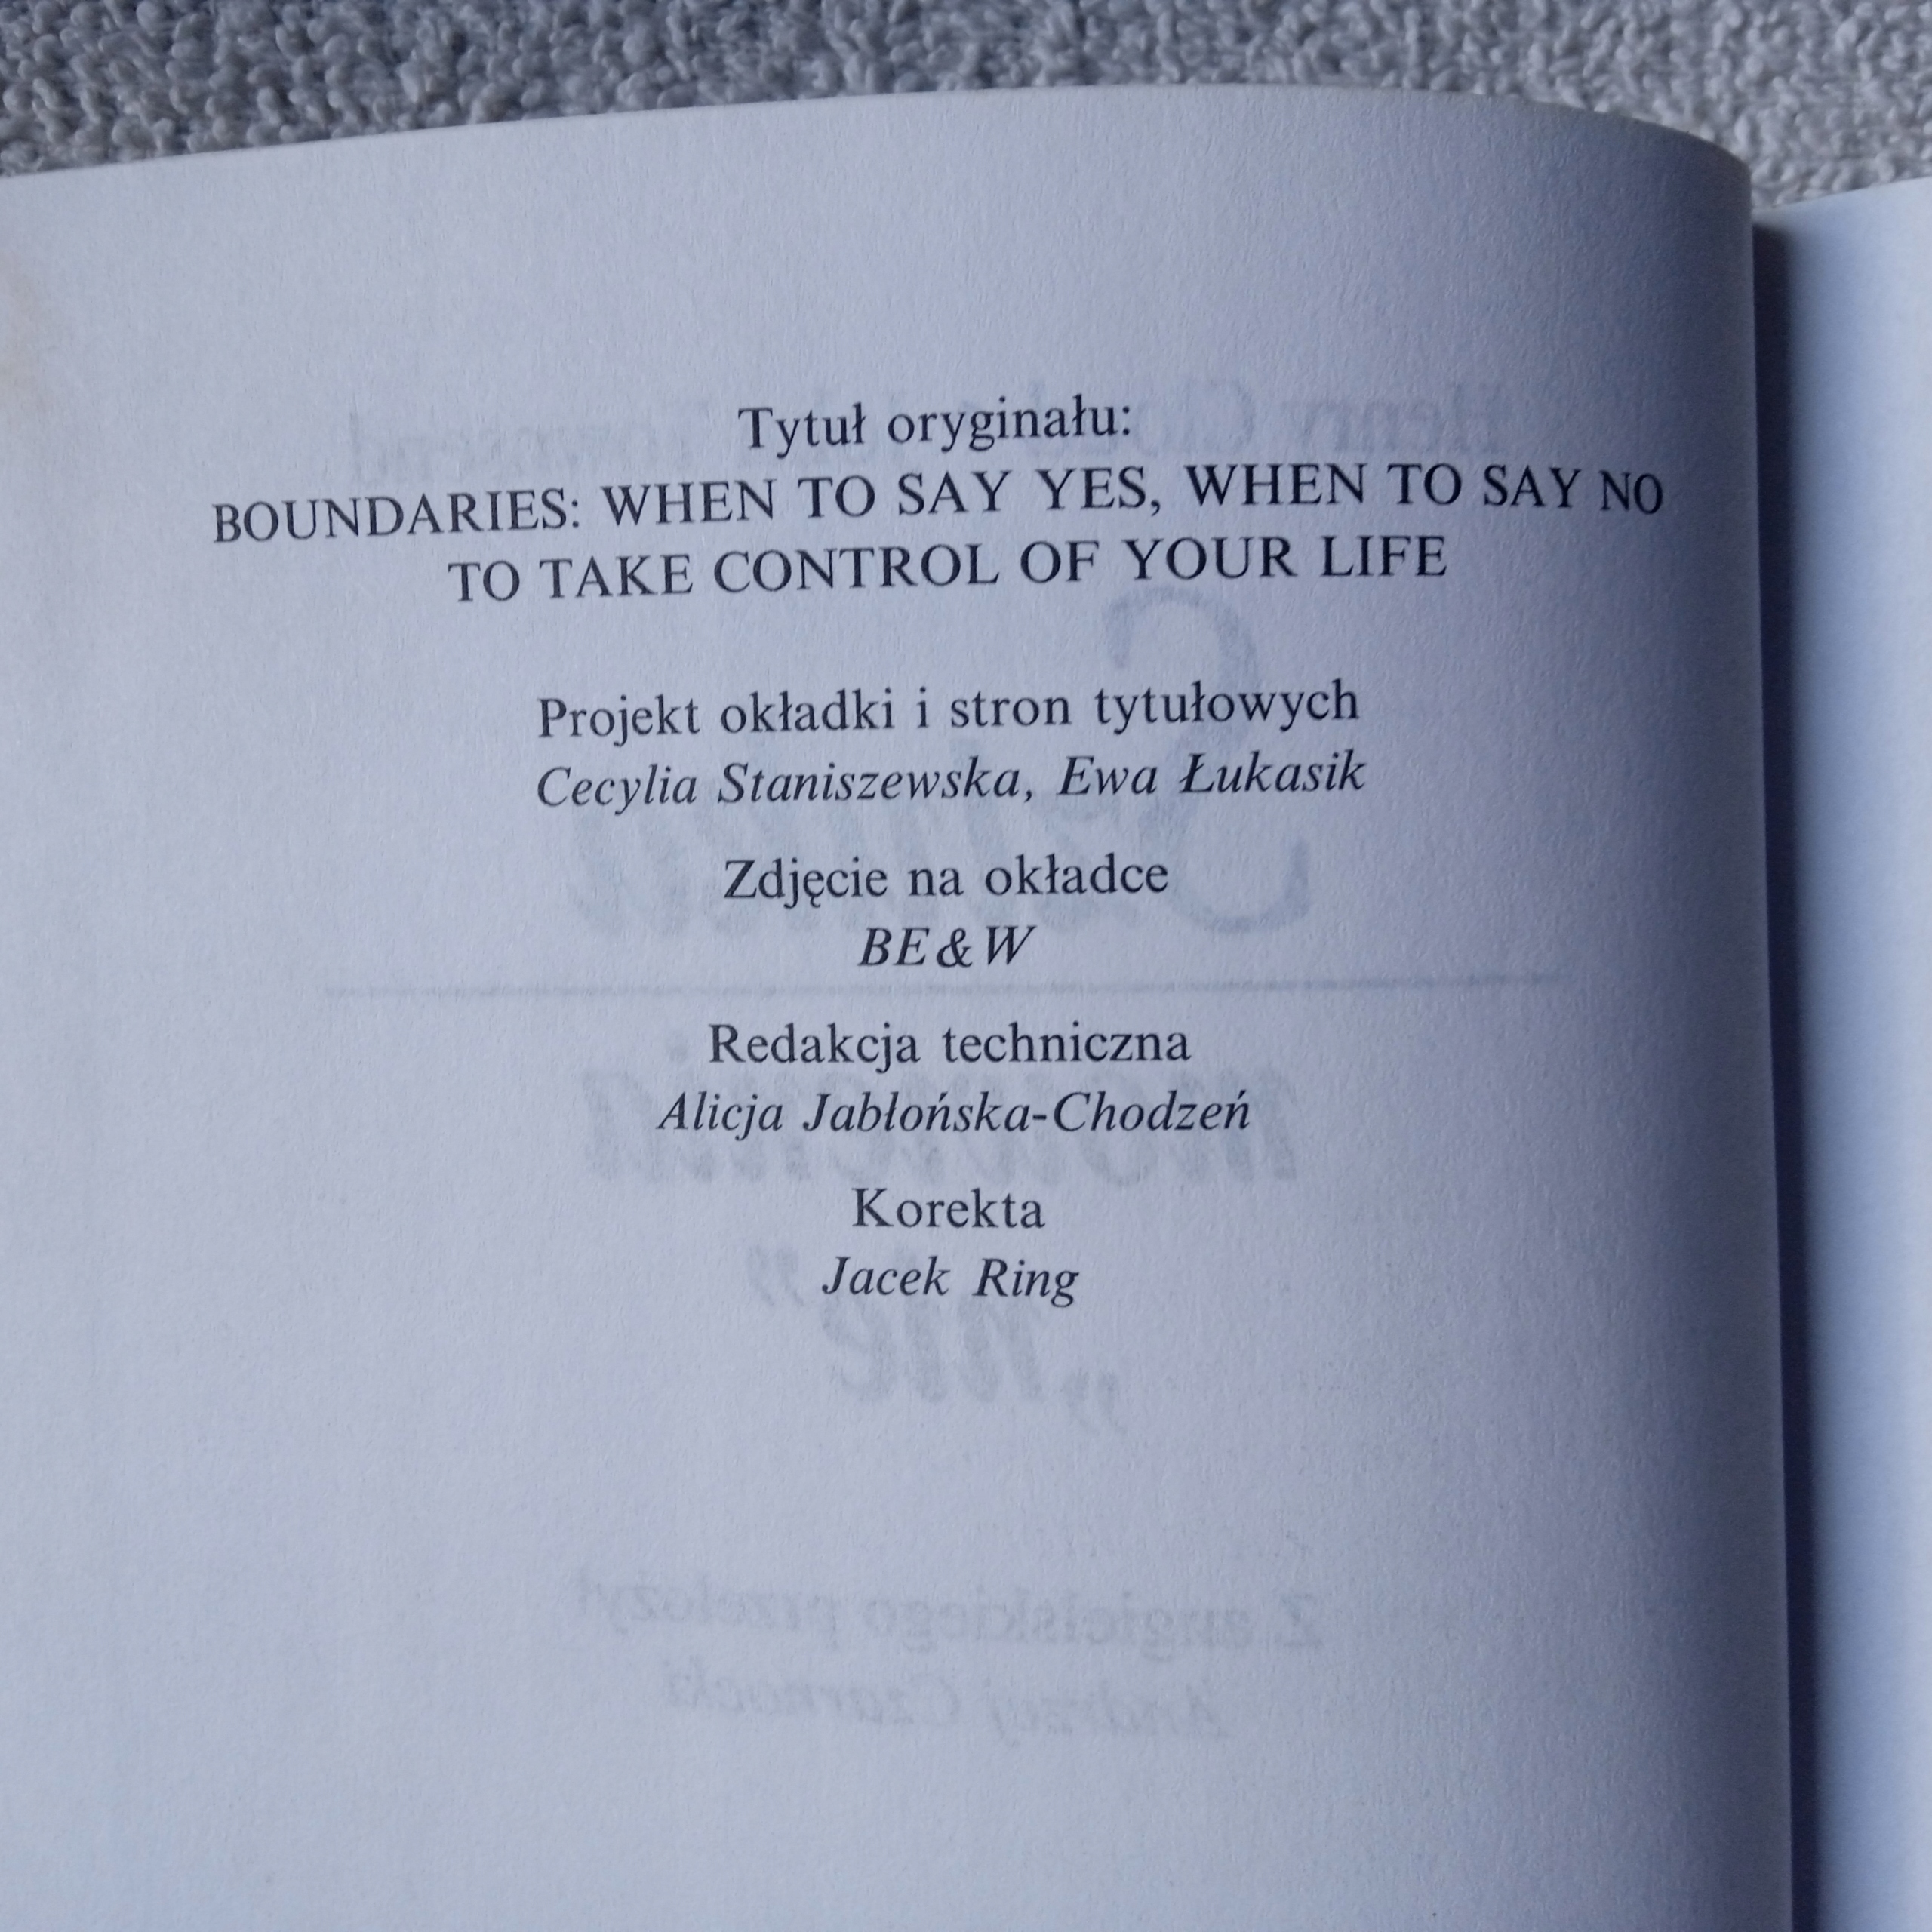 Tytuł oryginału:
BOUNDARIES: WHEN TO SAY YES, WHEN TO SAY NO
TO TAKE CONTROL OF YOUR LIFE
Projekt okładki i stron tytułowych
Cecylia Staniszewska, Ewa Łukasik
Zdjęcie na okładce
BE&W
Redakcja techniczna
Alicja Jabłońska-Chodzeń
Korekta
Jacek Ring